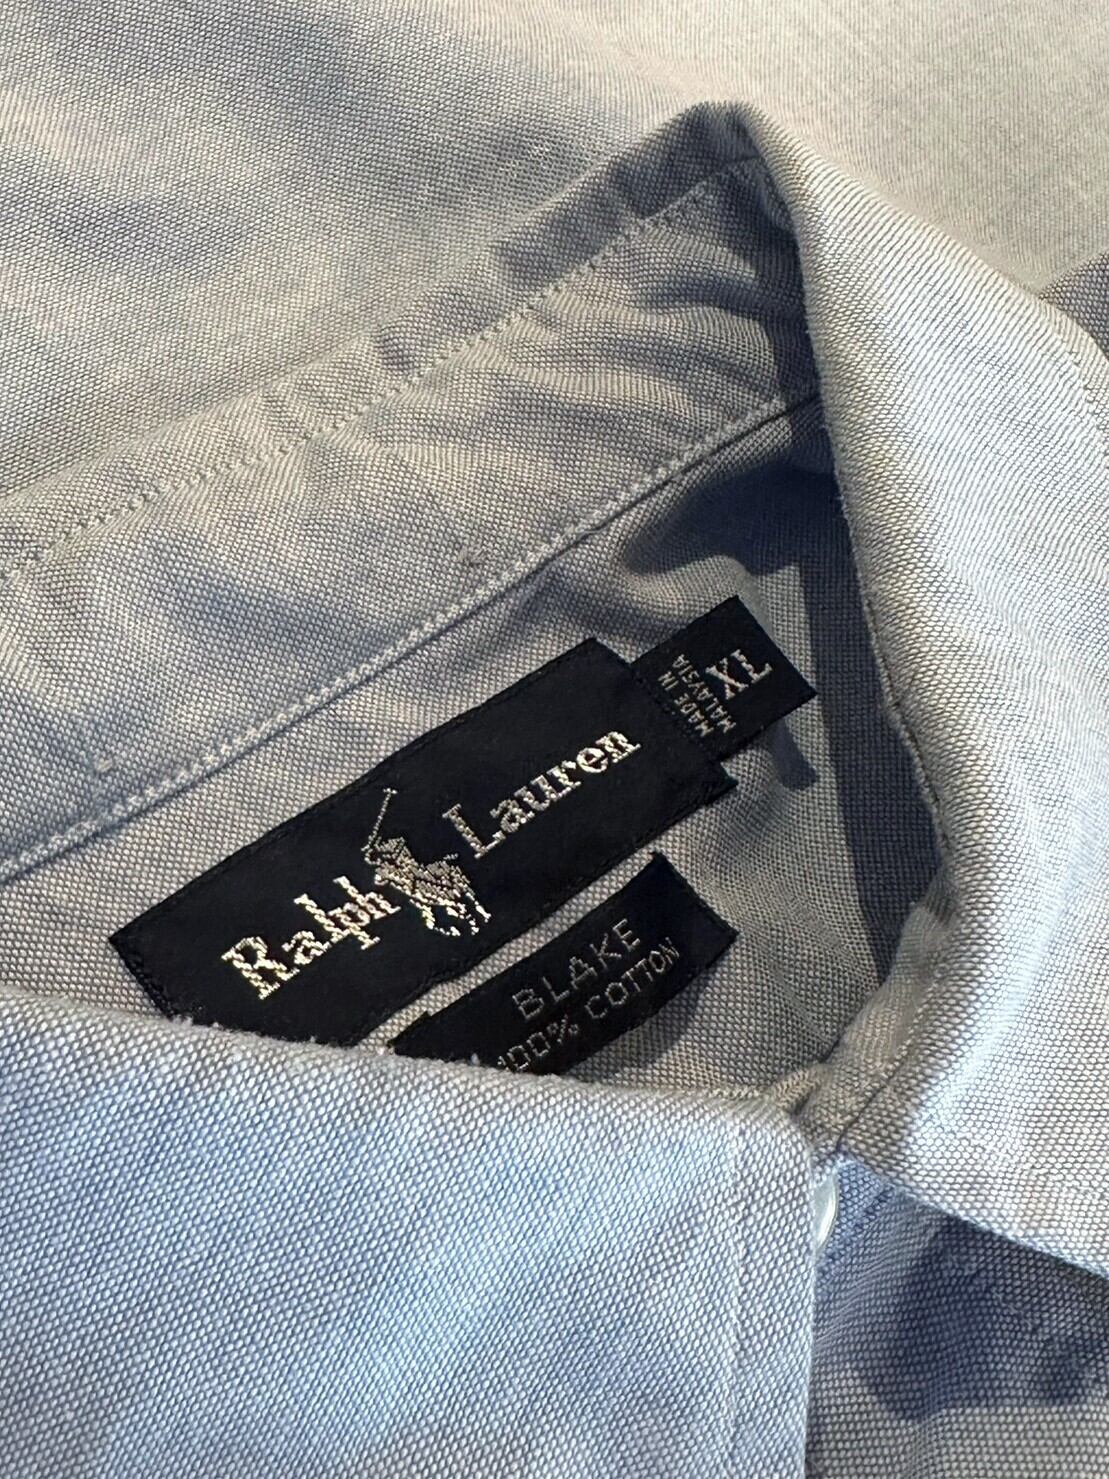 Ralph Lauren
XL
MADE IN
MALAYSIA
BLAKE
100% COTTON